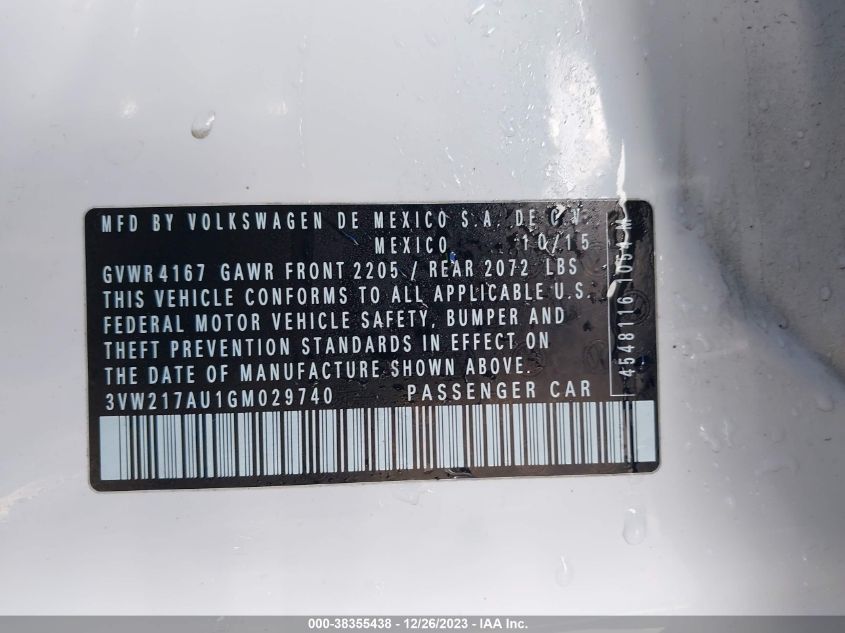 MFD BY VOLKSWAGEN DE MEXICO S.A. DE C.V.
MEXICO 10/15
GVWR 4167 GAWR FRONT 2205 / REAR 2072 LBS
THIS VEHICLE CONFORMS TO ALL APPLICABLE U.S.
FEDERAL MOTOR VEHICLE SAFETY, BUMPER AND
THEFT PREVENTION STANDARDS IN EFFECT ON
THE DATE OF MANUFACTURE SHOWN ABOVE.
3VW217AU1GM029740 PASSENGER CAR
4548116 1054 M
000-38355438 - 12/26/2023 - IAA Inc.